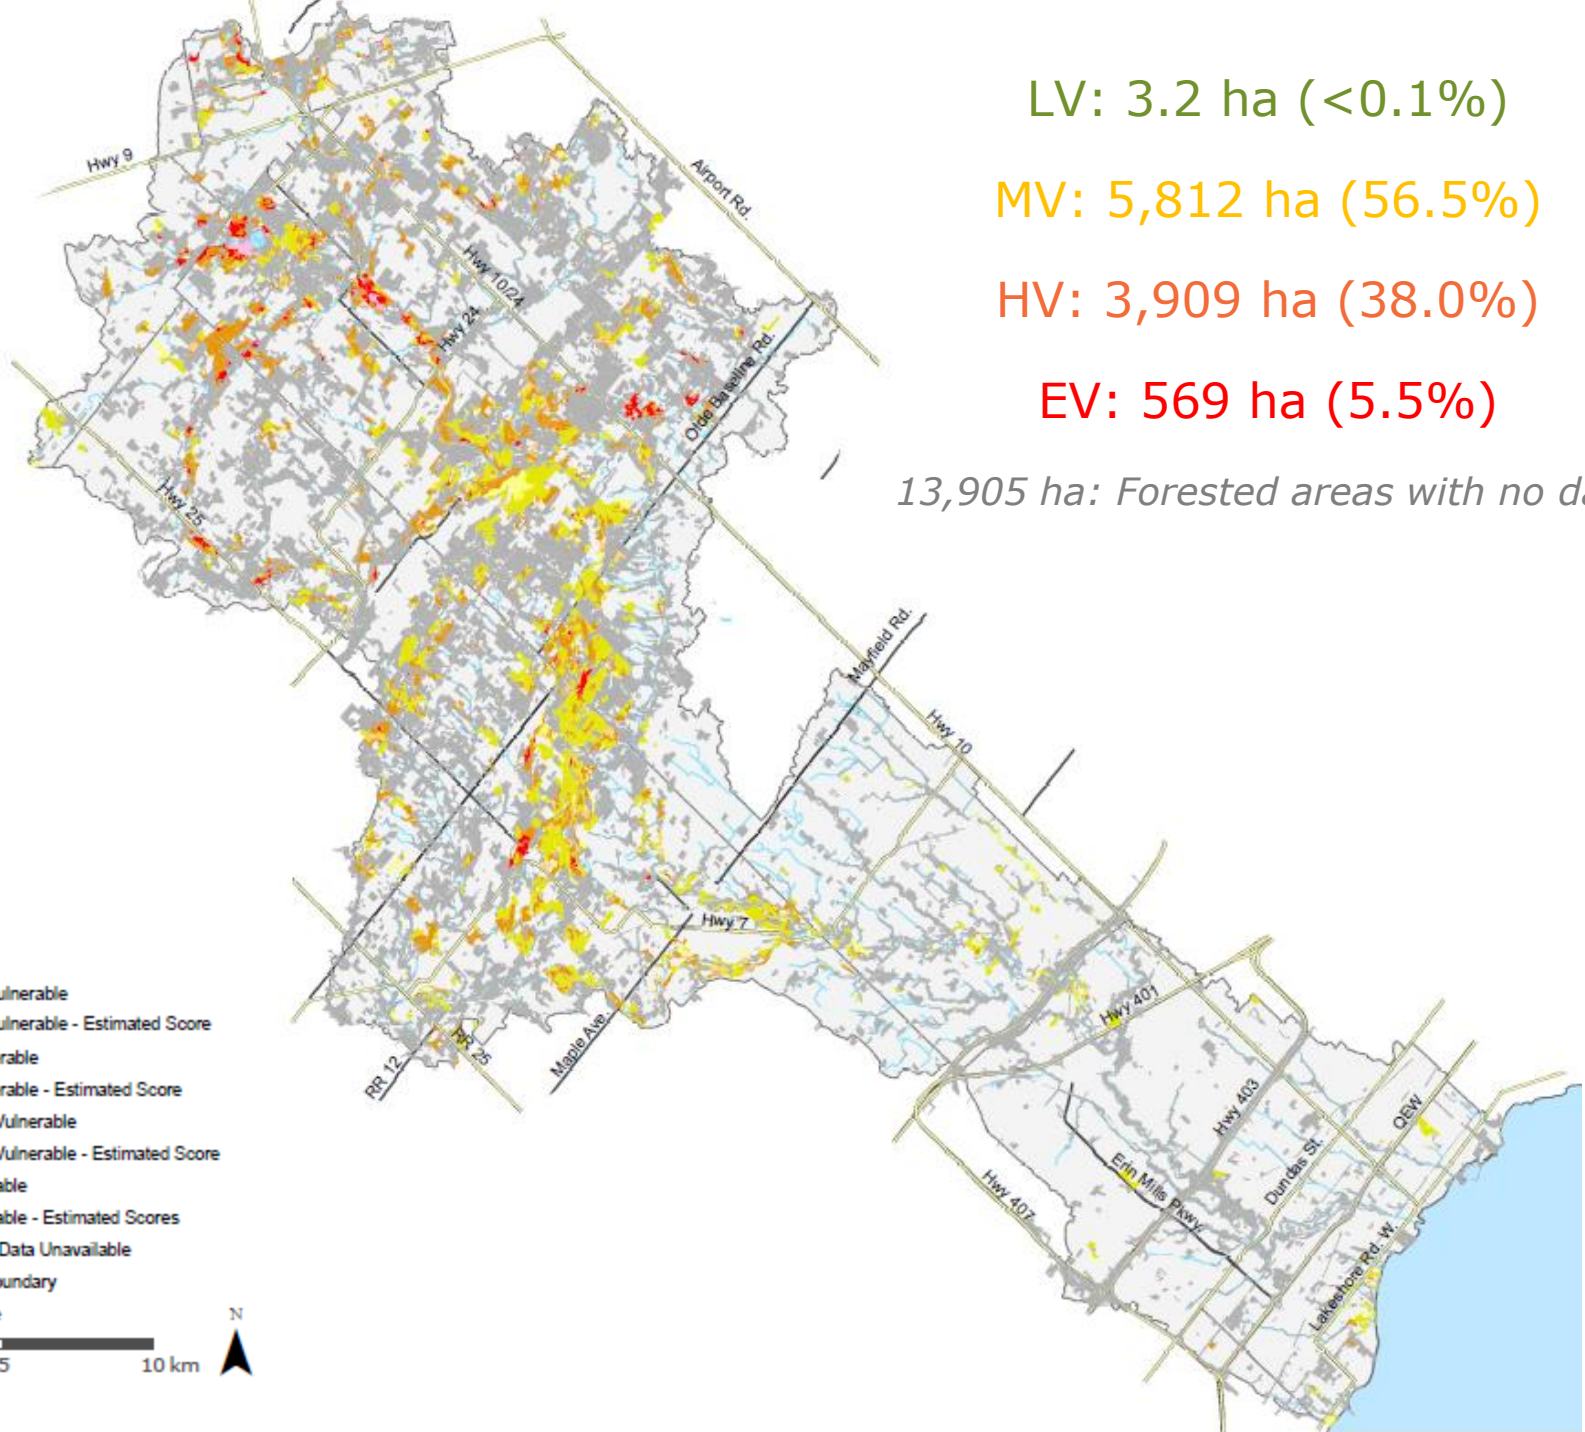 LV: 3.2 ha (<0.1%)
MV: 5,812 ha (56.5%)
HV: 3,909 ha (38.0%)
EV: 569 ha (5.5%)
13,905 ha: Forested areas with no
Hwy 9
Airport Rd.
Hwy 10/24
Hwy 24
Olde Baseline Rd.
Hwy 25
Mayfield Rd.
Hwy 10
Hwy 7
Hwy 401
Maple Ave.
RR 25
RR 12
Hwy 403
QEW
Dundas St.
Erin Mills Pkwy.
Hwy 407
Lakeshore Rd. W.
ulnerable
ulnerable - Estimated Score
rable
rable - Estimated Score
Vulnerable
Vulnerable - Estimated Score
able
able - Estimated Scores
Data Unavailable
oundary
5
10 km
N